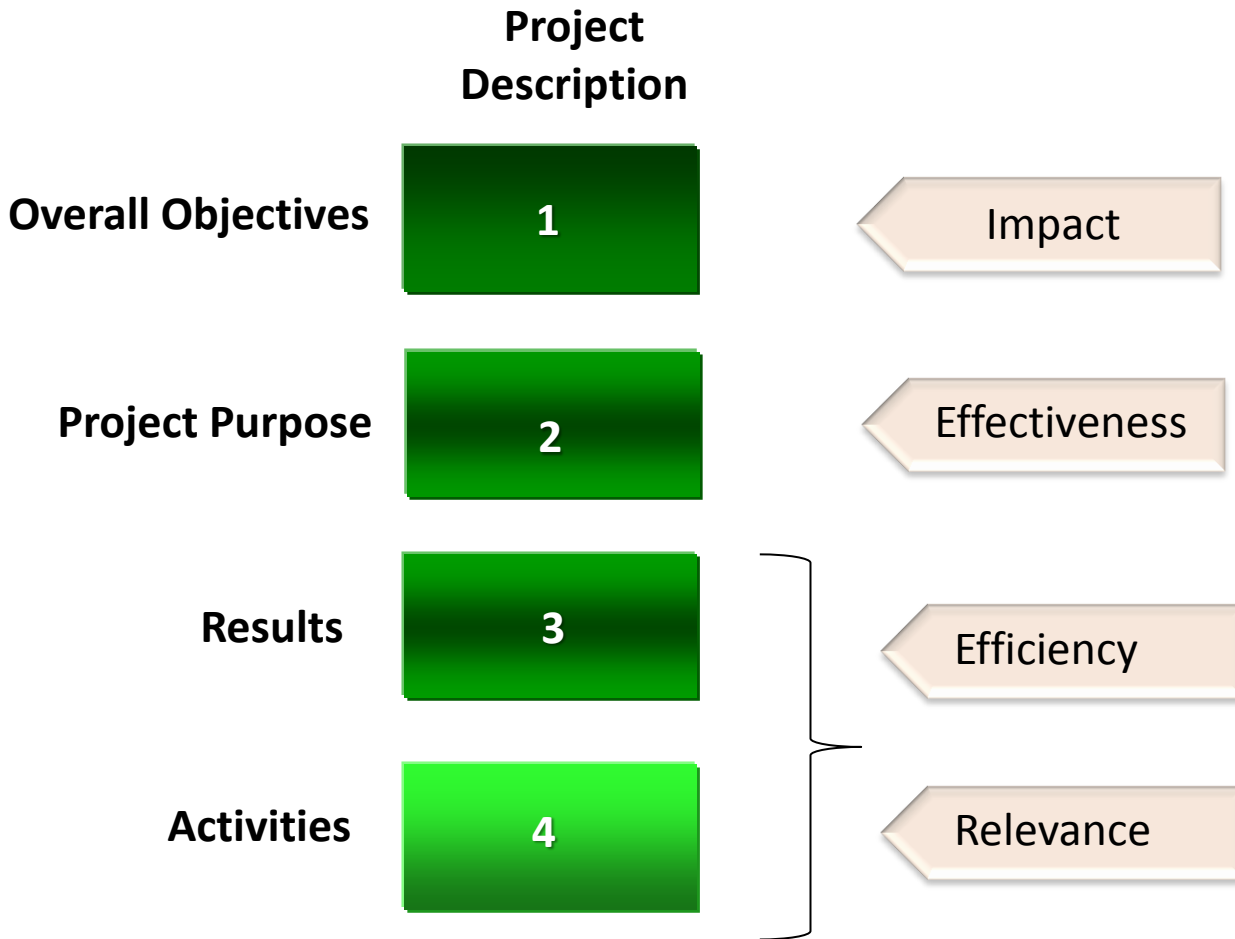 Project
Description
Overall Objectives
1
Impact
Project Purpose
2
Effectiveness
Results
3
Efficiency
Activities
4
Relevance